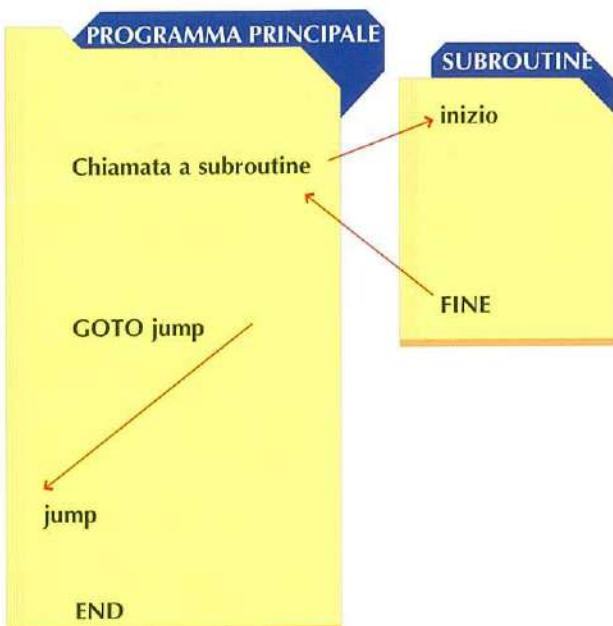 PROGRAMMA PRINCIPALE
Chiamata a subroutine
GOTO jump
jump
END
SUBROUTINE
inizio
FINE